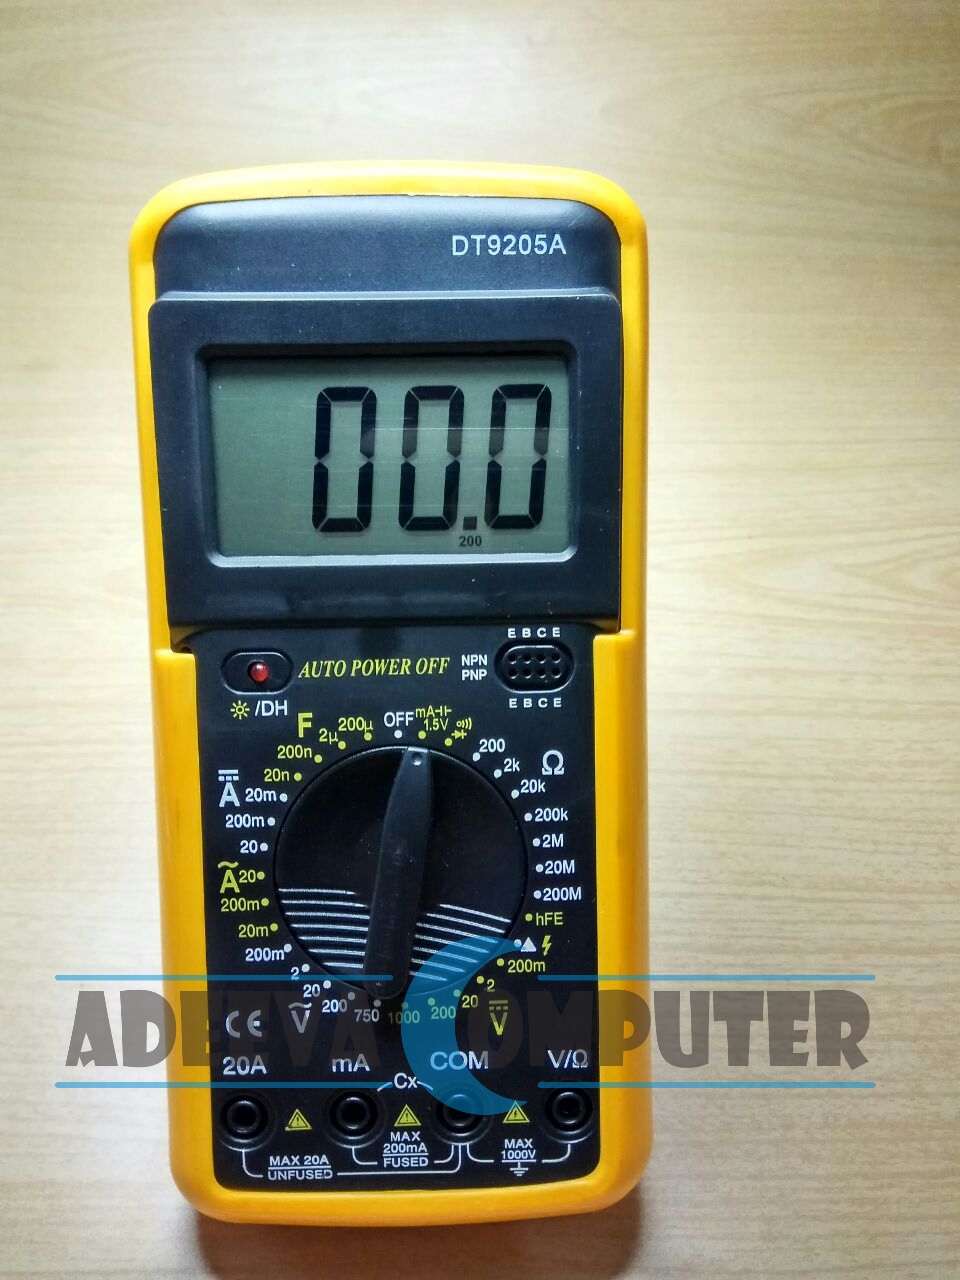 DT9205A
00.0
200
E B C E
AUTO POWER OFF
NPN
PNP
/DH
E B C E
F
2µ
200µ
OFF
mA
1.5V
200n
200
2k
Ω
20n
20k
A
20m
200k
200m
2M
20
20M
A
20
200M
200m
hFE
20m
200m
200m
2
2
20
20
V
200
750
1000
200
V
ADEEVA COMPUTER
CE
20A
mA
COM
V/Ω
Cx
MAX 20A
UNFUSED
MAX
200mA
FUSED
MAX
1000V